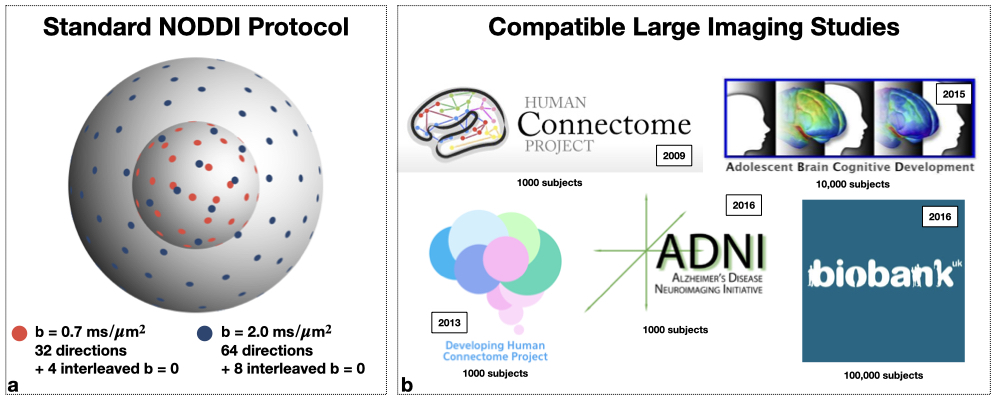 Standard NODDI Protocol
b = 0.7 ms/μm²
32 directions
+ 4 interleaved b = 0
b = 2.0 ms/μm²
64 directions
+ 8 interleaved b = 0
a
Compatible Large Imaging Studies
HUMAN
Connectome
PROJECT
2009
1000 subjects
2015
Adolescent Brain Cognitive Development
10,000 subjects
2013
Developing Human
Connectome Project
1000 subjects
2016
ADNI
ALZHEIMER'S DISEASE
NEUROIMAGING INITIATIVE
1000 subjects
2016
biobank uk
100,000 subjects
b